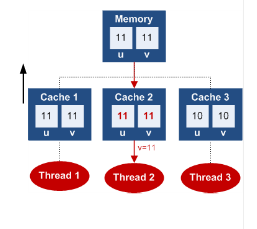 Memory
11 11
u v
Cache 1 Cache 2 Cache 3
11 11 11 11 10 10
u v u v u v
v=11
Thread 1 Thread 2 Thread 3